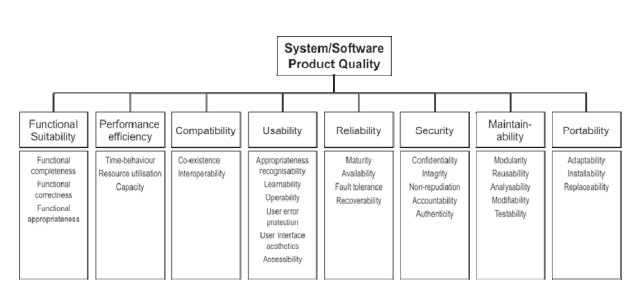 System/Software
Product Quality
Functional
Suitability
Performance
efficiency
Compatibility
Usability
Reliability
Security
Maintain-
ability
Portability
Functional
completeness
Functional
correctness
Functional
appropriateness
Time-behaviour
Resource utilisation
Capacity
Co-existence
Interoperability
Appropriateness
recognisability
Learnability
Operability
User error
protection
User interface
aesthetics
Accessibility
Maturity
Availability
Fault tolerance
Recoverability
Confidentiality
Integrity
Non-repudiation
Accountability
Authenticity
Modularity
Reusability
Analysability
Modifiability
Testability
Adaptability
Installability
Replaceability